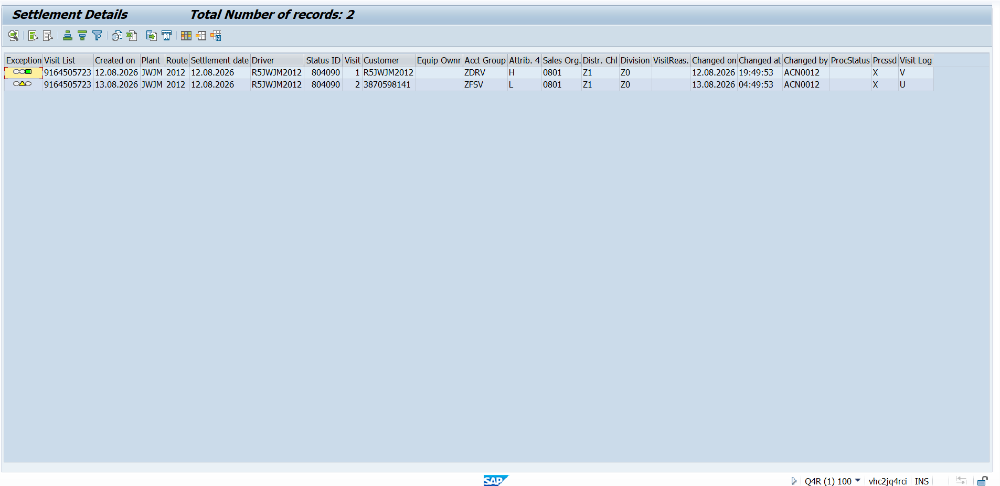 Settlement Details Total Number of records: 2
Exception Visit List Created on Plant Route Settlement date Driver Status ID Visit Customer Equip Ownr Acct Group Attrib. 4 Sales Org. Distr. Chl Division VisitReas. Changed on Changed at Changed by ProcStatus Prcssd Visit Log
9164505723 12.08.2026 JWJM 2012 12.08.2026 R5JWJM2012 804090 1 R5JWJM2012 ZDRV H 0801 Z1 Z0 12.08.2026 19:49:53 ACN0012 X V
9164505723 13.08.2026 JWJM 2012 12.08.2026 R5JWJM2012 804090 2 3870598141 ZFSV L 0801 Z1 Z0 13.08.2026 04:49:53 ACN0012 X U
SAP Q4R (1) 100 vhc2jq4rci INS